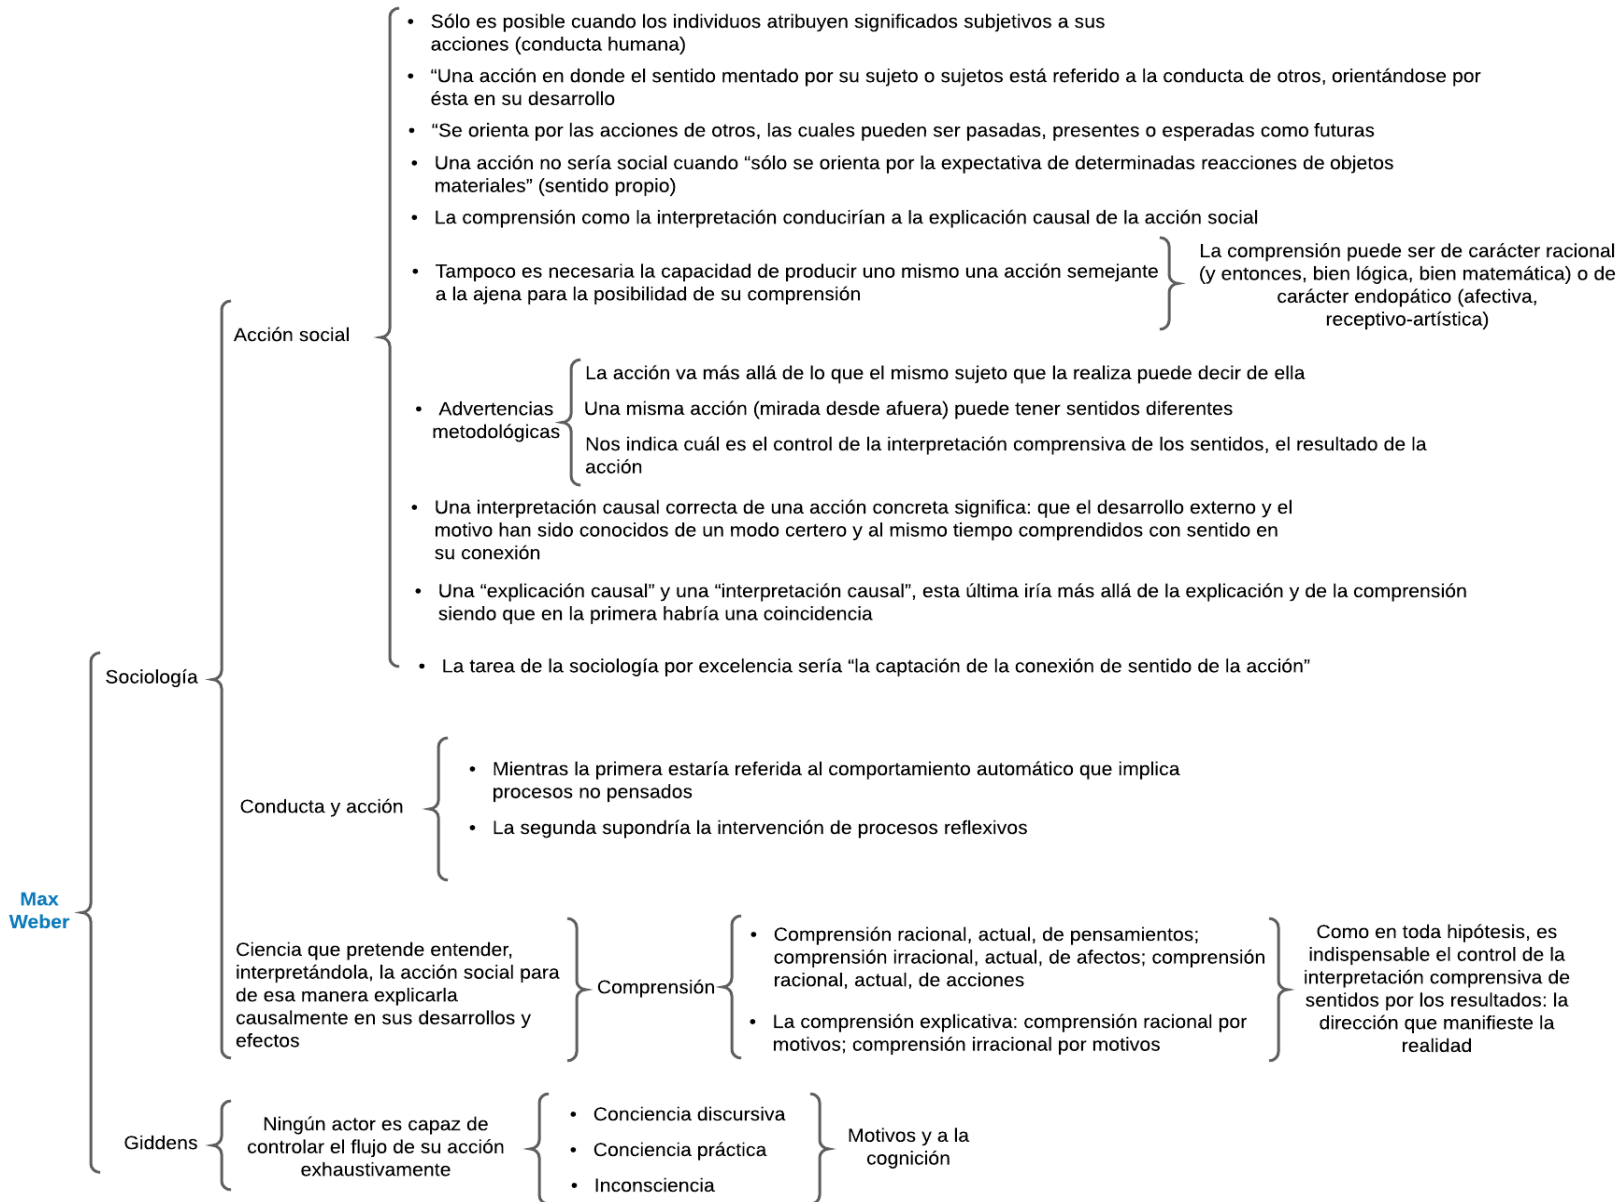 Sólo es posible cuando los individuos atribuyen significados subjetivos a sus
acciones (conducta humana)
“Una acción en donde el sentido mentado por su sujeto o sujetos está referido a la conducta de otros, orientándose por
ésta en su desarrollo
“Se orienta por las acciones de otros, las cuales pueden ser pasadas, presentes o esperadas como futuras
Una acción no sería social cuando “sólo se orienta por la expectativa de determinadas reacciones de objetos
materiales” (sentido propio)
La comprensión como la interpretación conducirían a la explicación causal de la acción social
Tampoco es necesaria la capacidad de producir uno mismo una acción semejante
a la ajena para la posibilidad de su comprensión
La comprensión puede ser de carácter racional
(y entonces, bien lógica, bien matemática) o de
carácter endopático (afectiva,
receptivo-artística)
Acción social
Advertencias
metodológicas
La acción va más allá de lo que el mismo sujeto que la realiza puede decir de ella
Una misma acción (mirada desde afuera) puede tener sentidos diferentes
Nos indica cuál es el control de la interpretación comprensiva de los sentidos, el resultado de la
acción
Una interpretación causal correcta de una acción concreta significa: que el desarrollo externo y el
motivo han sido conocidos de un modo certero y al mismo tiempo comprendidos con sentido en
su conexión
Una “explicación causal” y una “interpretación causal”, esta última iría más allá de la explicación y de la comprensión
siendo que en la primera habría una coincidencia
La tarea de la sociología por excelencia sería “la captación de la conexión de sentido de la acción”
Sociología
Conducta y acción
Mientras la primera estaría referida al comportamiento automático que implica
procesos no pensados
La segunda supondría la intervención de procesos reflexivos
Max
Weber
Ciencia que pretende entender,
interpretándola, la acción social para
de esa manera explicarla
causalmente en sus desarrollos y
efectos
Comprensión
Comprensión racional, actual, de pensamientos;
comprensión irracional, actual, de afectos; comprensión
racional, actual, de acciones
La comprensión explicativa: comprensión racional por
motivos; comprensión irracional por motivos
Como en toda hipótesis, es
indispensable el control de la
interpretación comprensiva de
sentidos por los resultados: la
dirección que manifieste la
realidad
Giddens
Ningún actor es capaz de
controlar el flujo de su acción
exhaustivamente
Conciencia discursiva
Conciencia práctica
Inconsciencia
Motivos y a la
cognición